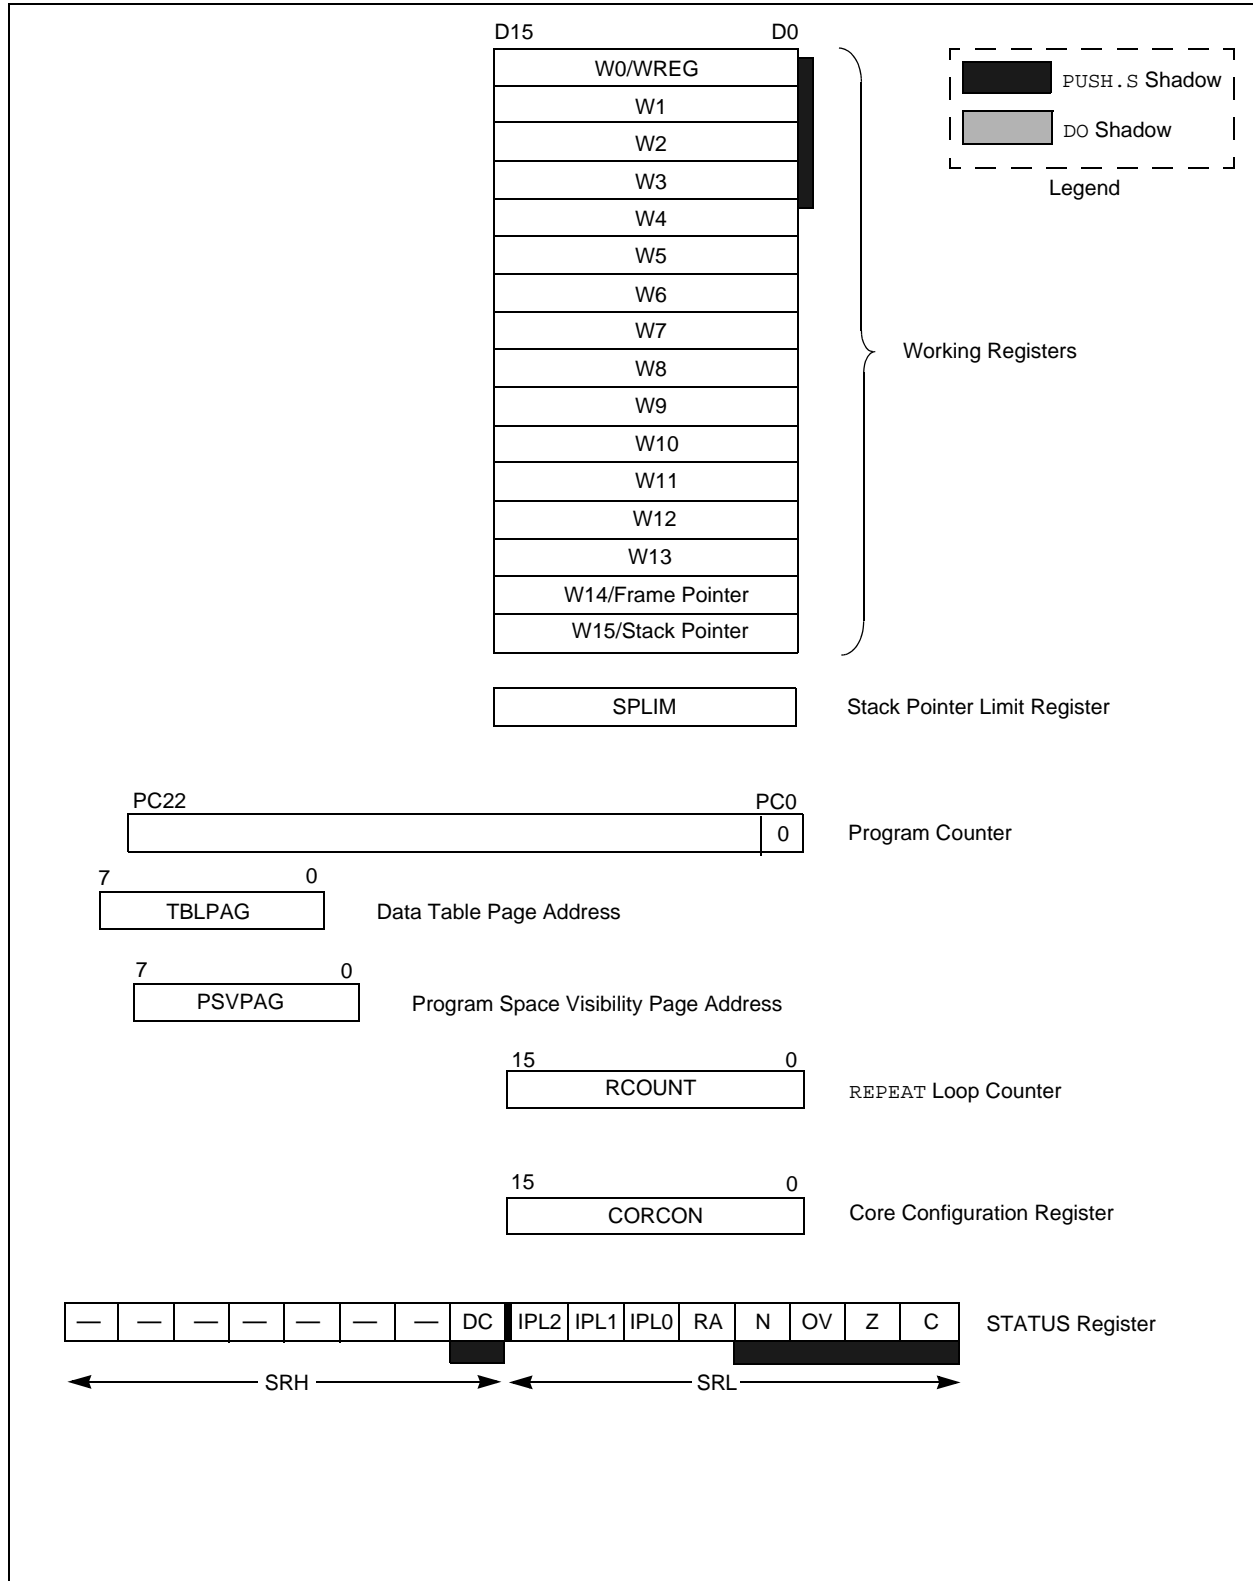 D15 D0
W0/WREG
W1
W2
W3
W4
W5
W6
W7
W8
W9
W10
W11
W12
W13
W14/Frame Pointer
W15/Stack Pointer
PUSH.S Shadow
DO Shadow
Legend
Working Registers
SPLIM Stack Pointer Limit Register
PC22 PC0
0 Program Counter
7 0
TBLPAG Data Table Page Address
7 0
PSVPAG Program Space Visibility Page Address
15 0
RCOUNT REPEAT Loop Counter
15 0
CORCON Core Configuration Register
— — — — — — — DC IPL2 IPL1 IPL0 RA N OV Z C STATUS Register
SRH SRL